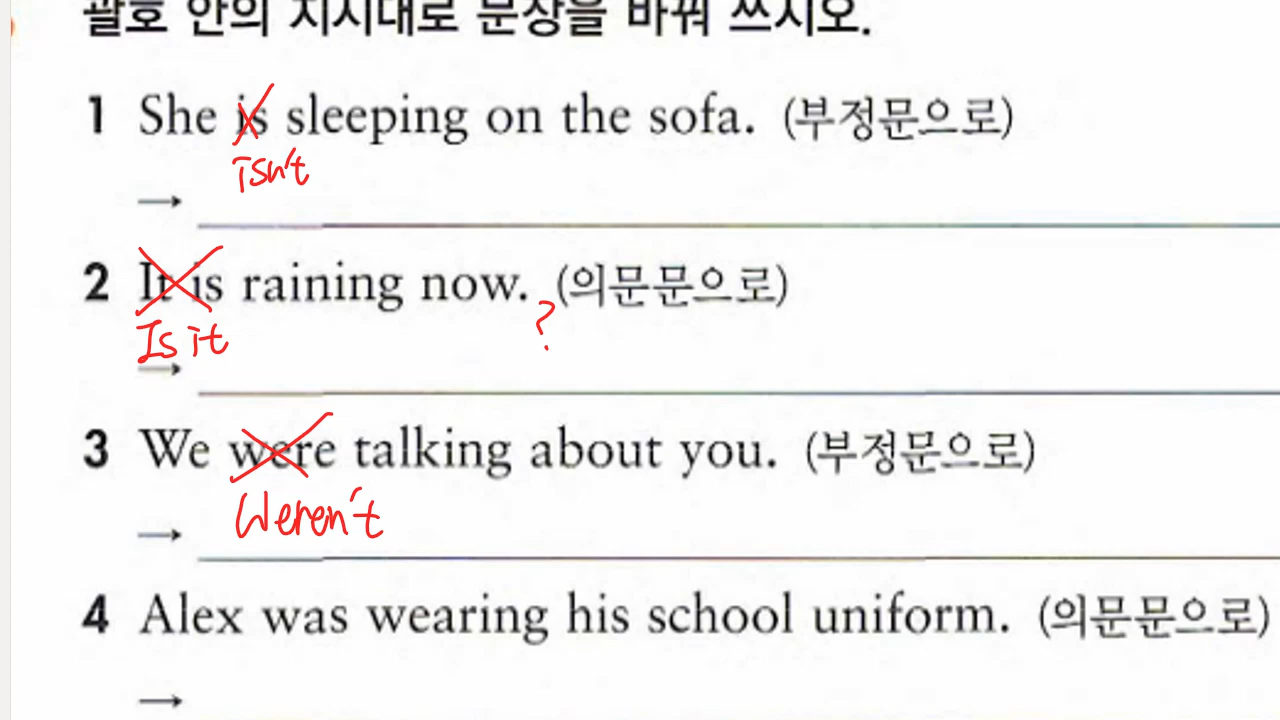 괄호 안의 지시대로 문장을 바꿔 쓰시오.
1 She is sleeping on the sofa. (부정문으로)
isn't
→
2 It is raining now. (의문문으로)
?
Is it
→
3 We were talking about you. (부정문으로)
Weren't
→
4 Alex was wearing his school uniform. (의문문으로)
→